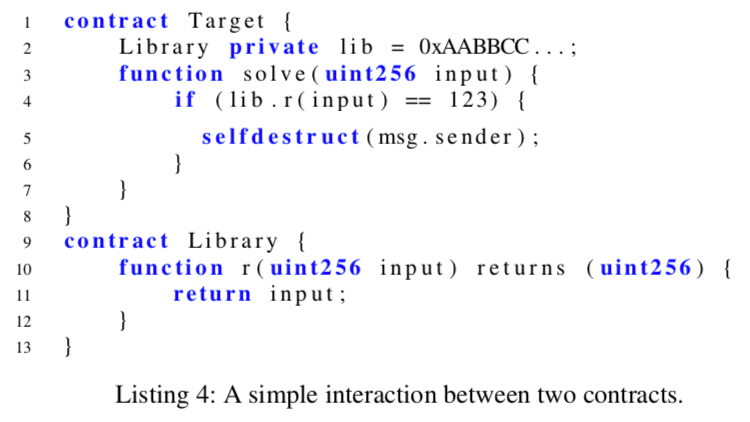 1 contract Target {
2 Library private lib = 0xAABBCC...;
3 function solve(uint256 input) {
4 if (lib.r(input) == 123) {
5 selfdestruct(msg.sender);
6 }
7 }
8 }
9 contract Library {
10 function r(uint256 input) returns (uint256) {
11 return input;
12 }
13 }
Listing 4: A simple interaction between two contracts.